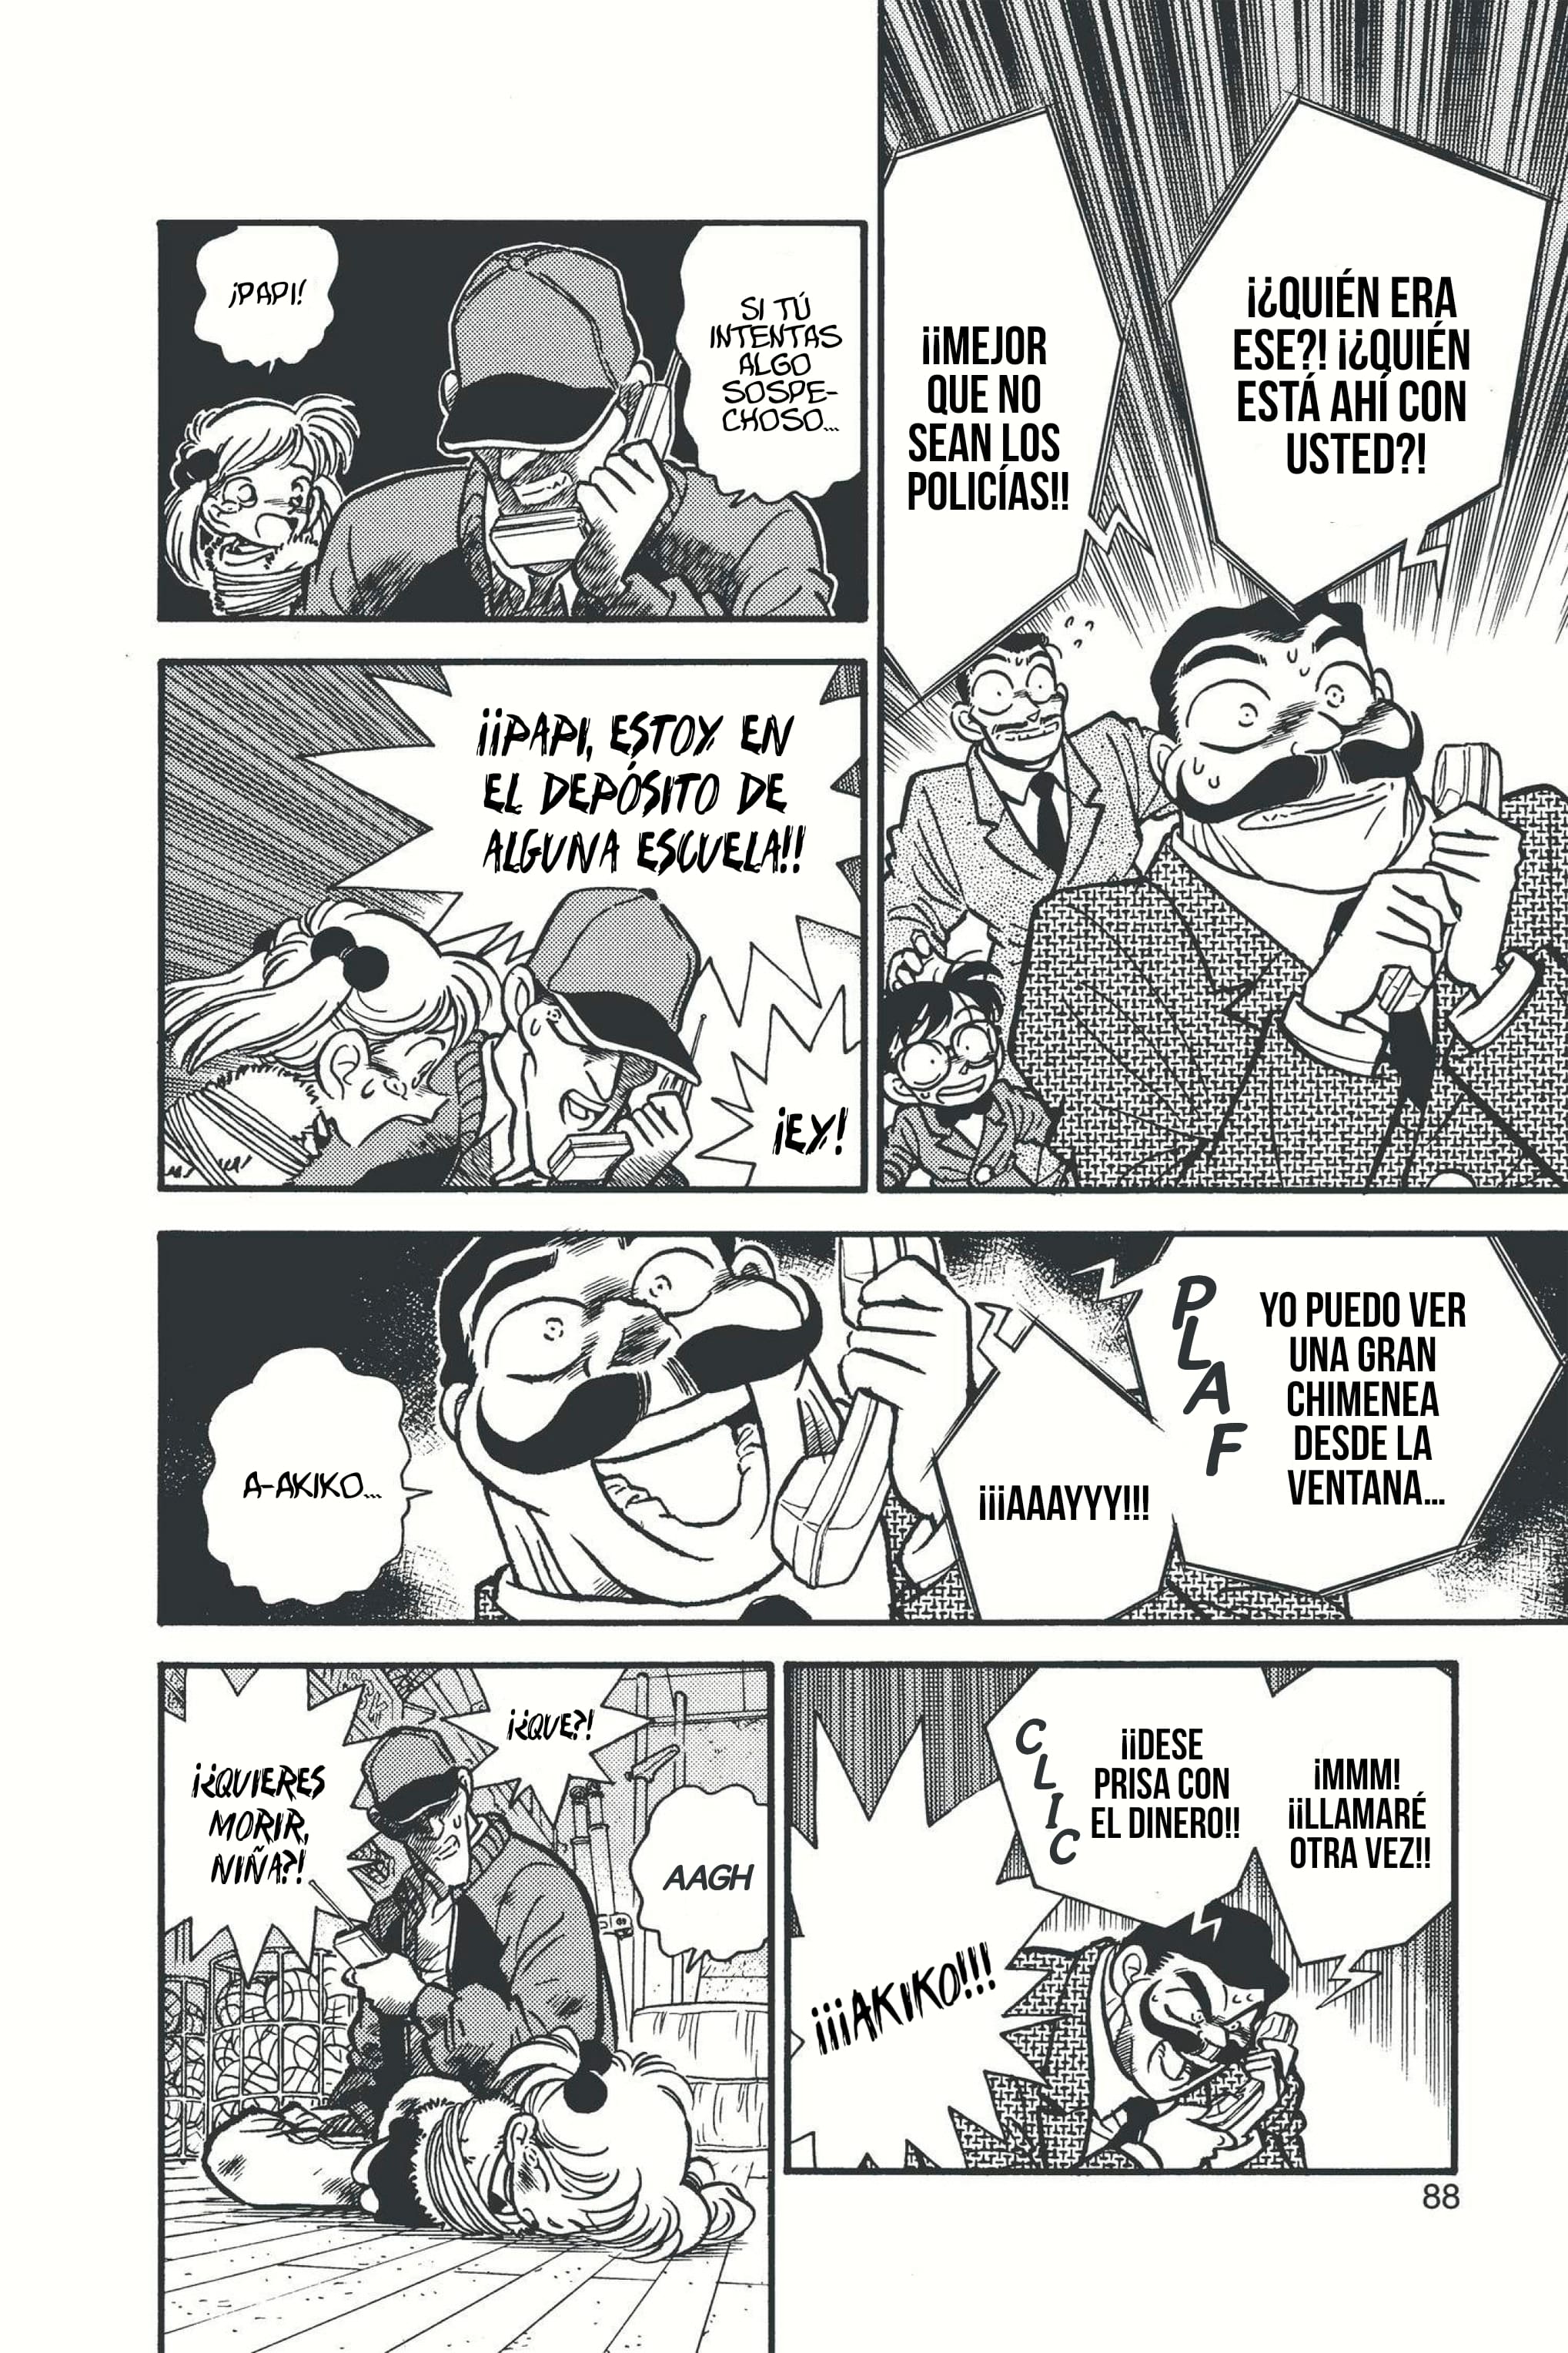 ¡¿QUIÉN ERA
ESE?! ¡¿QUIÉN
ESTÁ AHÍ CON
USTED?!
¡¡MEJOR
QUE NO
SEAN LOS
POLICÍAS!!
SI TÚ
INTENTAS
ALGO
SOSPE-
CHOSO...
¡PAPI!
¡¡PAPI, ESTOY EN
EL DEPÓSITO DE
ALGUNA ESCUELA!!
¡EY!
YO PUEDO VER
UNA GRAN
CHIMENEA
DESDE LA
VENTANA...
PLAF
¡¡¡AAAYYY!!!
A-AKIKO...
¡MMM!
¡¡LLAMARÉ
OTRA VEZ!!
¡¡DESE
PRISA CON
EL DINERO!!
CLIC
¡¡¡AKIKO!!!
AAGH
¡¿QUE?!
¡¿QUIERES
MORIR,
NIÑA?!
88